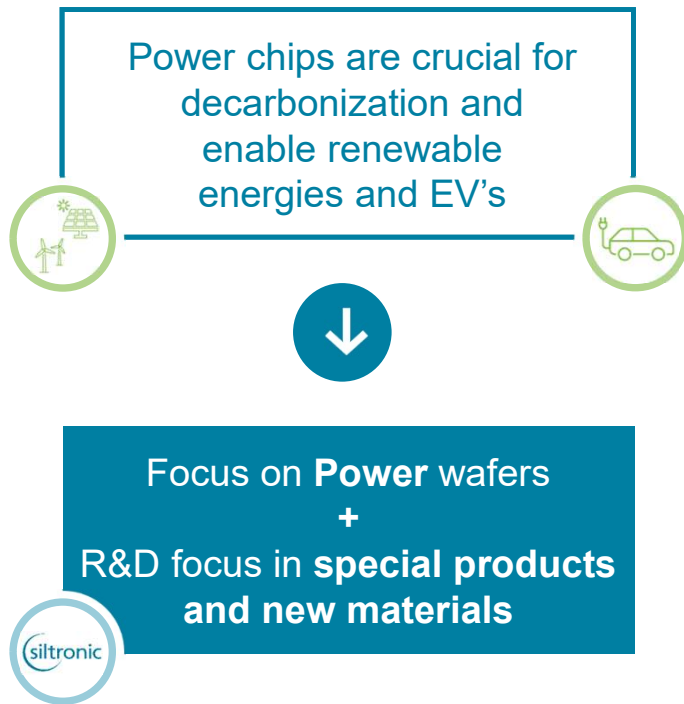 Power chips are crucial for
decarbonization and
enable renewable
energies and EV’s
Focus on Power wafers
+
R&D focus in special products
and new materials
siltronic